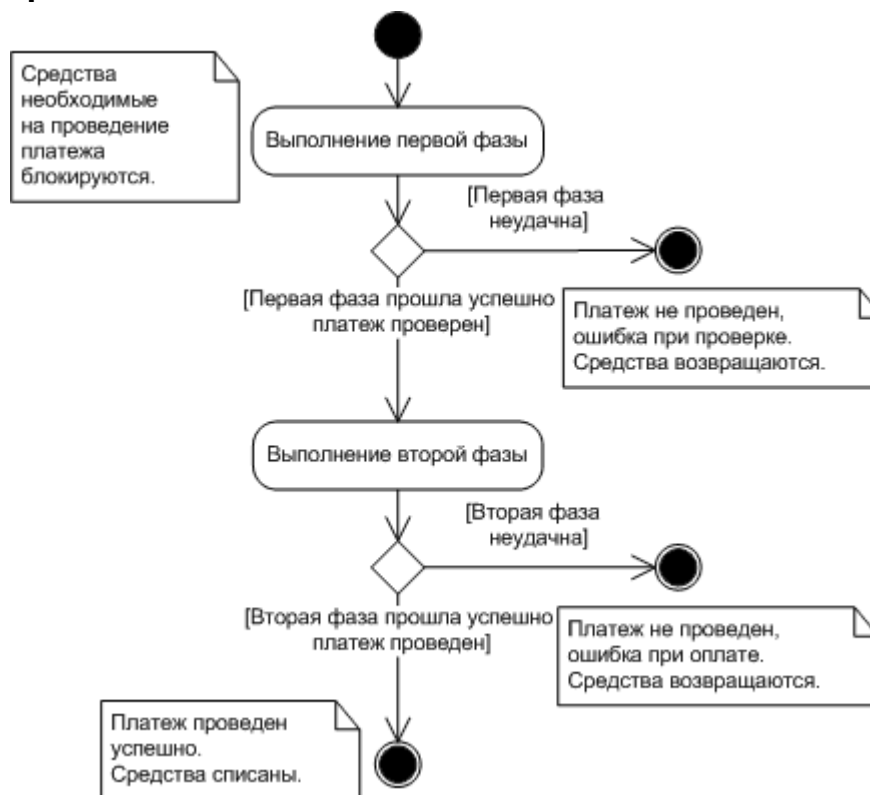 Средства
необходимые
на проведение
платежа
блокируются.
Выполнение первой фазы
[Первая фаза
неудачна]
[Первая фаза прошла успешно
платеж проверен]
Платеж не проведен,
ошибка при проверке.
Средства возвращаются.
Выполнение второй фазы
[Вторая фаза
неудачна]
[Вторая фаза прошла успешно
платеж проведен]
Платеж не проведен,
ошибка при оплате.
Средства возвращаются.
Платеж проведен
успешно.
Средства списаны.